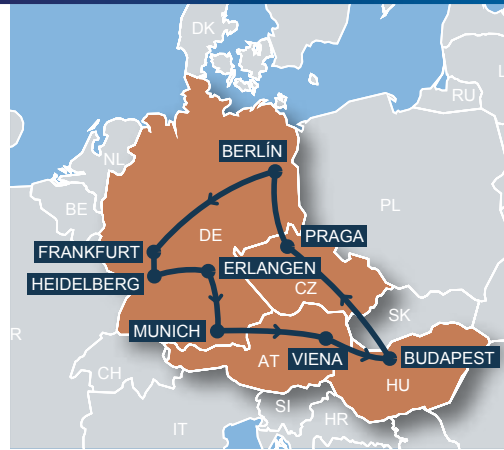 DK
RU
L
NL
BERLÍN
BE
PL
DE
PRAGA
FRANKFURT
ERLANGEN
HEIDELBERG
CZ
SK
R
MUNICH
VIENA
BUDAPEST
AT
CH
HU
SI
HR
IT